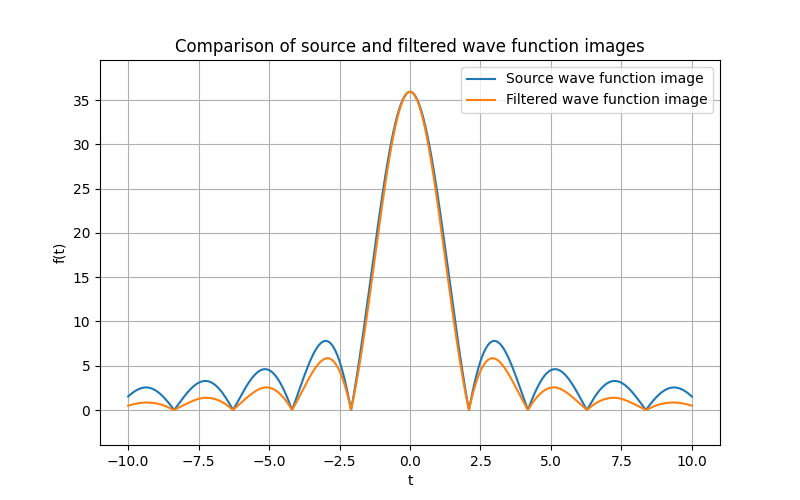 Comparison of source and filtered wave function images
Source wave function image
Filtered wave function image
f(t)
35
30
25
20
15
10
5
0
−10.0 −7.5 −5.0 −2.5 0.0 2.5 5.0 7.5 10.0
t